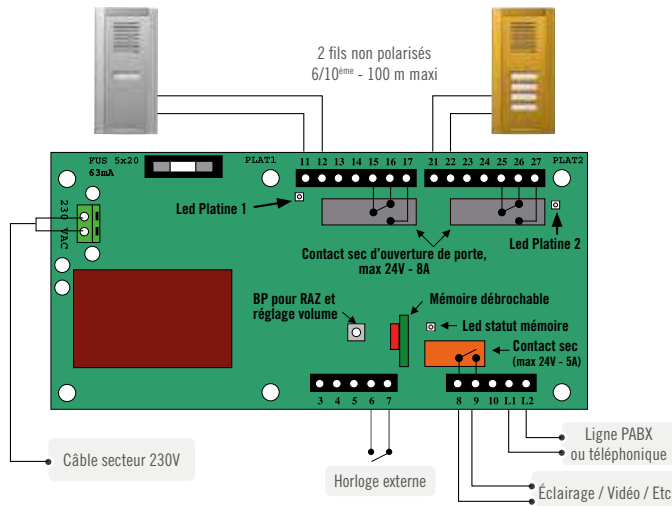 2 fils non polarisés
6/10ème - 100 m maxi
FUS 5x20
63mA
PLAT1
11 12 13 14 15 16 17
21 22 23 24 25 26 27
PLAT2
230 VAC
Led Platine 1
Led Platine 2
Contact sec d'ouverture de porte,
max 24V - 8A
BP pour RAZ et
réglage volume
Mémoire débrochable
Led statut mémoire
Contact sec
(max 24V - 5A)
3 4 5 6 7
8 9 10 L1 L2
Câble secteur 230V
Horloge externe
Ligne PABX
ou téléphonique
Éclairage / Vidéo / Etc